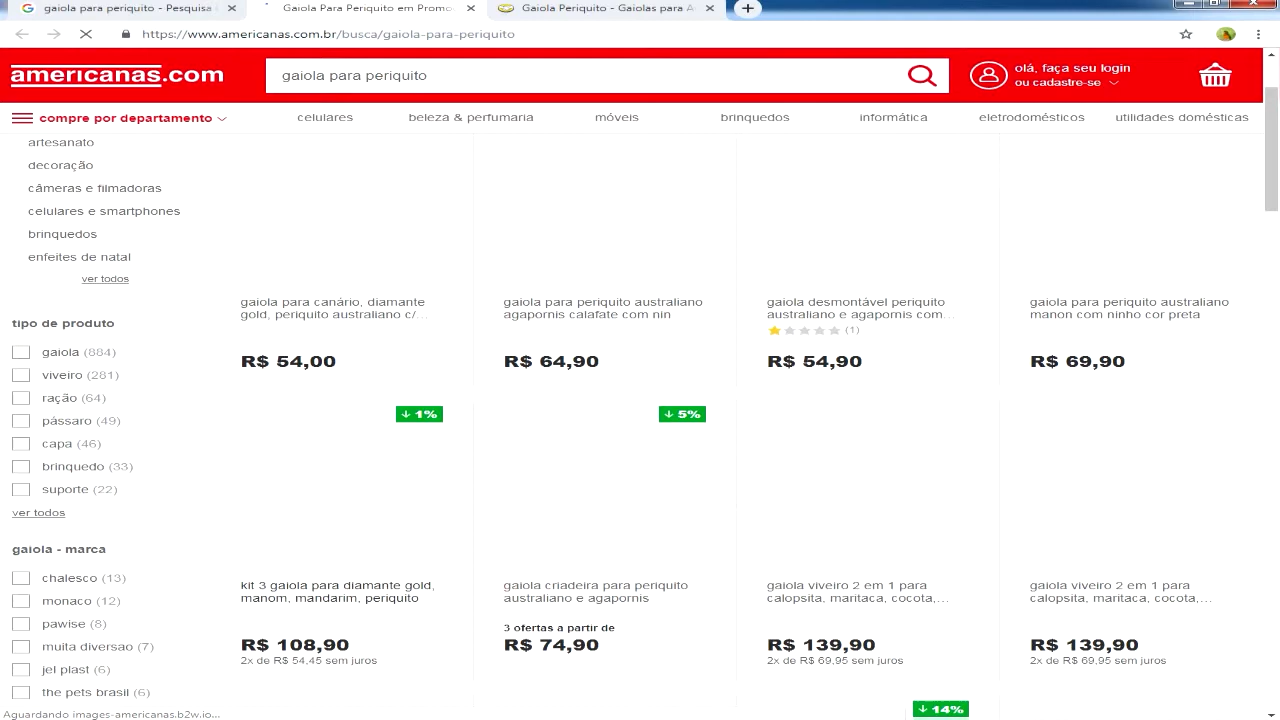 gaiola para periquito - Pesquisa
Gaiola Para Periquito em Promo
Gaiola Periquito - Gaiolas para A
https://www.americanas.com.br/busca/gaiola-para-periquito
americanas.com
gaiola para periquito
olá, faça seu login
ou cadastre-se
compre por departamento
celulares
beleza & perfumaria
móveis
brinquedos
informática
eletrodomésticos
utilidades domésticas
artesanato
decoração
câmeras e filmadoras
celulares e smartphones
brinquedos
enfeites de natal
ver todos
tipo de produto
gaiola (884)
viveiro (281)
ração (64)
pássaro (49)
capa (46)
brinquedo (33)
suporte (22)
ver todos
gaiola - marca
chalesco (13)
monaco (12)
pawise (8)
muita diversao (7)
jel plast (6)
the pets brasil (6)
gaiola para canário, diamante
gold, periquito australiano c/...
R$ 54,00
gaiola para periquito australiano
agapornis calafate com nin
R$ 64,90
gaiola desmontável periquito
australiano e agapornis com...
(1)
R$ 54,90
gaiola para periquito australiano
manon com ninho cor preta
R$ 69,90
1%
kit 3 gaiola para diamante gold,
manom, mandarim, periquito
R$ 108,90
2x de R$ 54,45 sem juros
5%
gaiola criadeira para periquito
australiano e agapornis
3 ofertas a partir de
R$ 74,90
gaiola viveiro 2 em 1 para
calopsita, maritaca, cocota,...
R$ 139,90
2x de R$ 69,95 sem juros
gaiola viveiro 2 em 1 para
calopsita, maritaca, cocota,...
R$ 139,90
2x de R$ 69,95 sem juros
14%
Aguardando images-americanas.b2w.io...